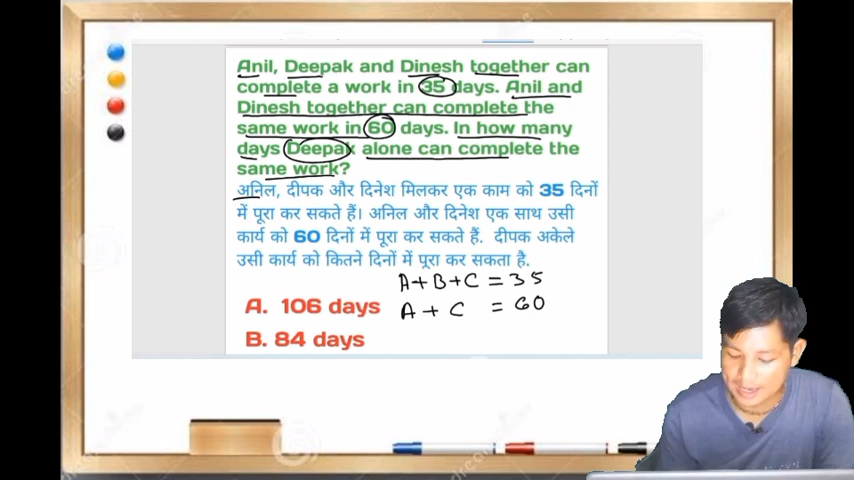 Anil, Deepak and Dinesh together can
complete a work in 35 days. Anil and
Dinesh together can complete the
same work in 60 days. In how many
days Deepak alone can complete the
same work?
अनिल, दीपक और दिनेश मिलकर एक काम को 35 दिनों
में पूरा कर सकते हैं। अनिल और दिनेश एक साथ उसी
कार्य को 60 दिनों में पूरा कर सकते हैं. दीपक अकेले
उसी कार्य को कितने दिनों में पूरा कर सकता है.
A+B+C = 35
A. 106 days
A + C = 60
B. 84 days